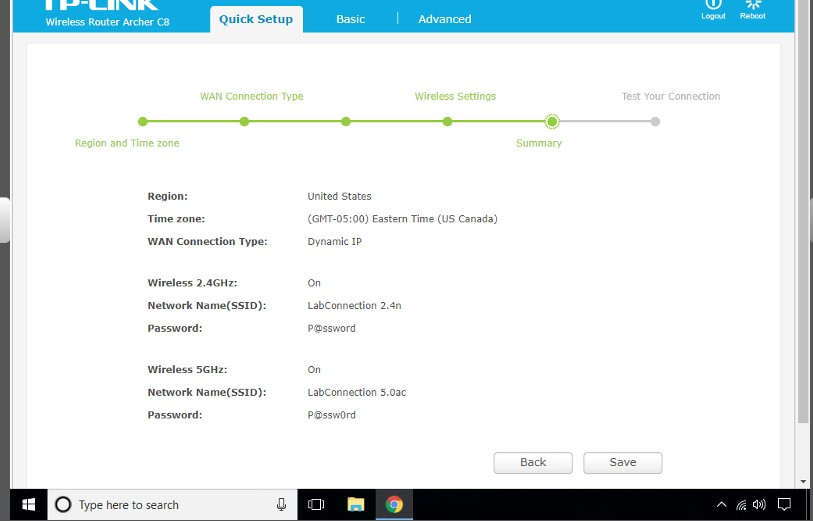 TP-LINK
Wireless Router Archer C8
Quick Setup
Basic
Advanced
Logout
Reboot
WAN Connection Type
Wireless Settings
Test Your Connection
Region and Time zone
Summary
Region: United States
Time zone: (GMT-05:00) Eastern Time (US Canada)
WAN Connection Type: Dynamic IP
Wireless 2.4GHz: On
Network Name(SSID): LabConnection 2.4n
Password: P@ssword
Wireless 5GHz: On
Network Name(SSID): LabConnection 5.0ac
Password: P@ssw0rd
Back
Save
Type here to search